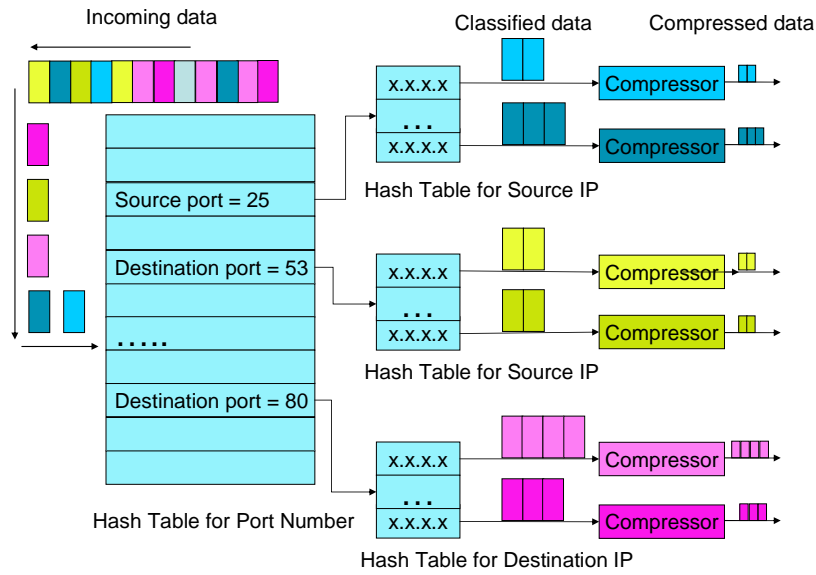 Incoming data
Classified data
Compressed data
x.x.x.x
...
x.x.x.x
Compressor
Compressor
Hash Table for Source IP
Source port = 25
Destination port = 53
.....
Destination port = 80
Hash Table for Port Number
x.x.x.x
...
x.x.x.x
Compressor
Compressor
Hash Table for Source IP
x.x.x.x
...
x.x.x.x
Compressor
Compressor
Hash Table for Destination IP